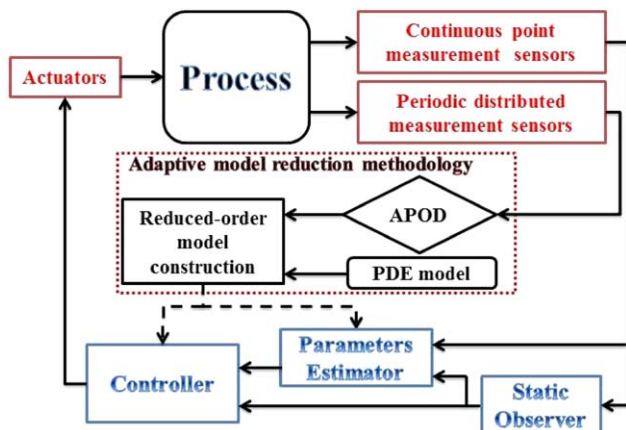 Continuous point
measurement sensors
Actuators
Process
Periodic distributed
measurement sensors
Adaptive model reduction methodology
Reduced-order
model
construction
APOD
PDE model
Parameters
Estimator
Controller
Static
Observer